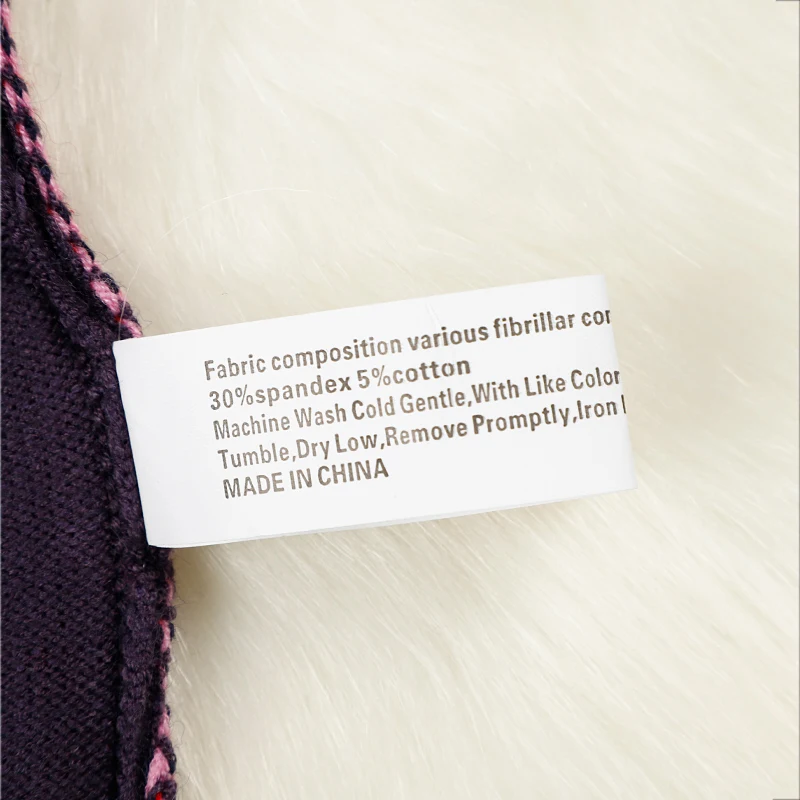 Fabric composition various fibrillar
30%spandex 5%cotton
Machine Wash Cold Gentle,With Like Color
Tumble,Dry Low,Remove Promptly,Iron
MADE IN CHINA